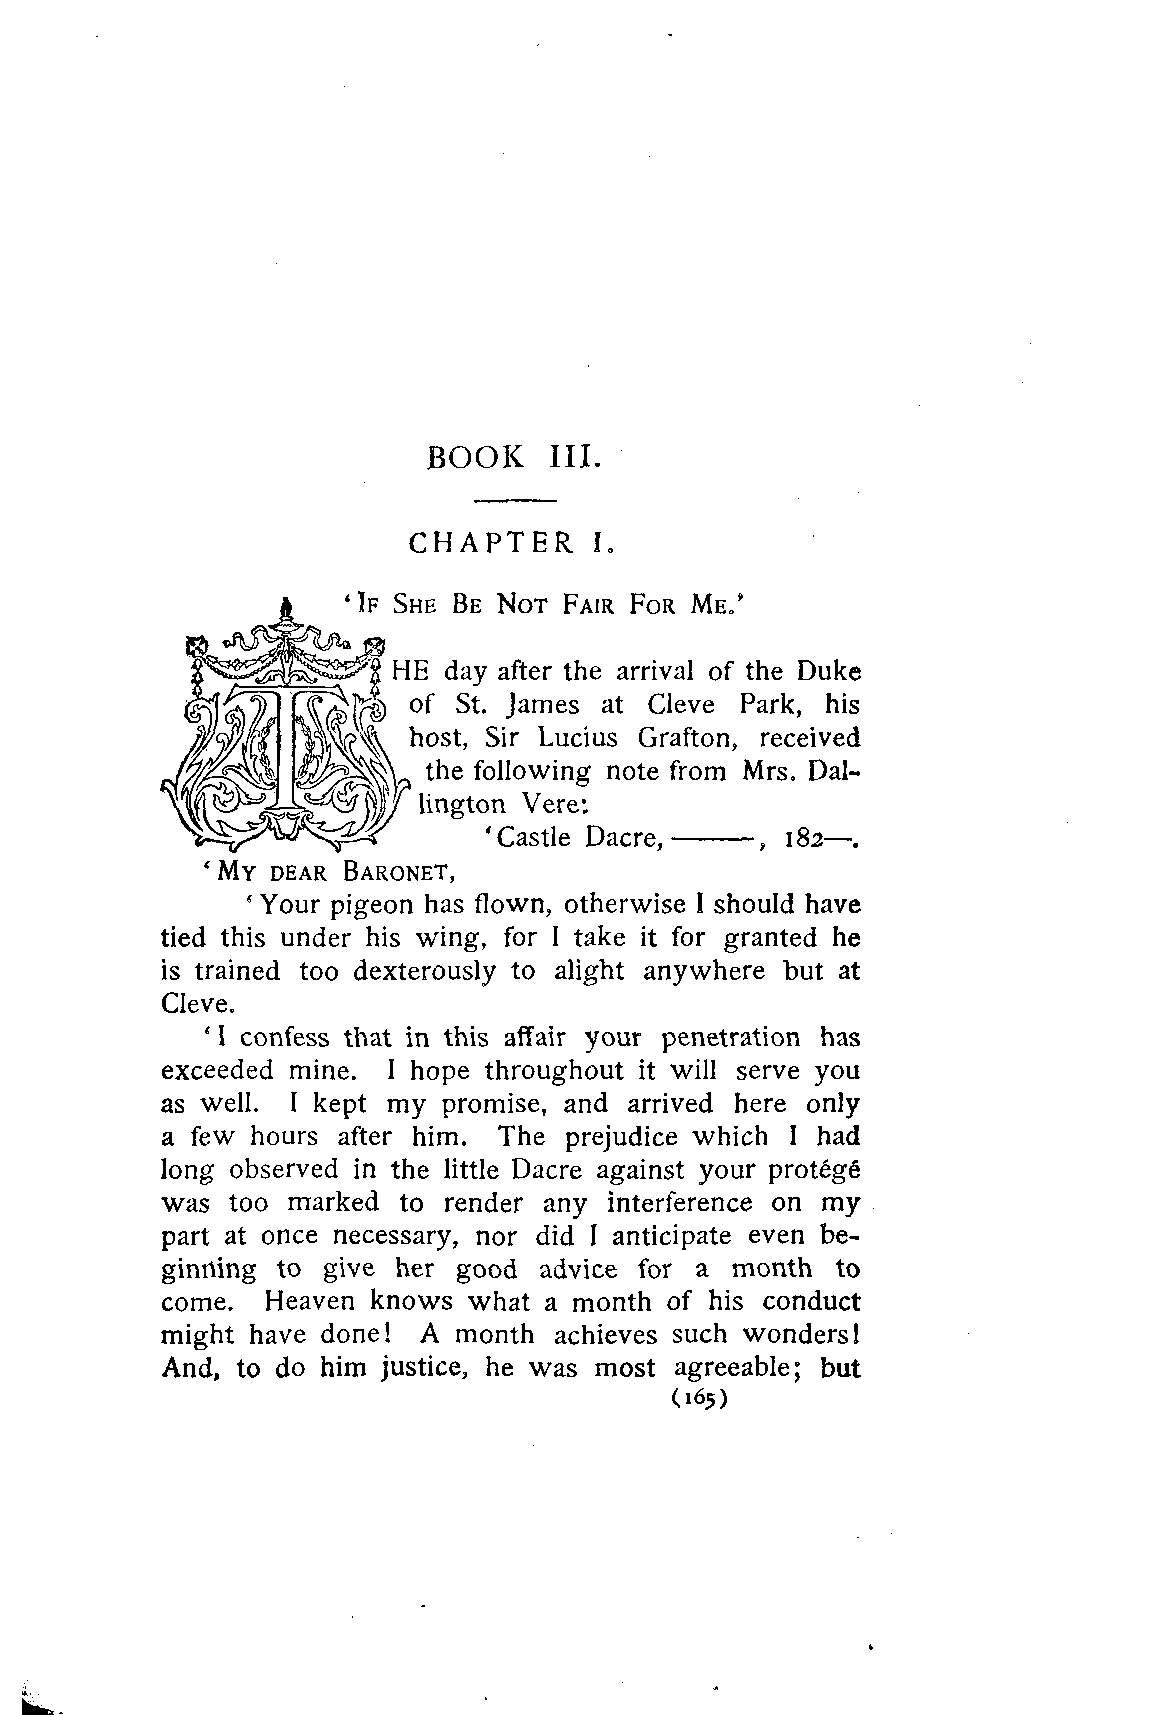 BOOK III.
CHAPTER I.
‘If She Be Not Fair For Me.’
THE day after the arrival of the Duke
of St. James at Cleve Park, his
host, Sir Lucius Grafton, received
the following note from Mrs. Dal-
lington Vere:
‘Castle Dacre, ———, 182—.
‘My dear Baronet,
‘Your pigeon has flown, otherwise I should have
tied this under his wing, for I take it for granted he
is trained too dexterously to alight anywhere but at
Cleve.
‘I confess that in this affair your penetration has
exceeded mine. I hope throughout it will serve you
as well. I kept my promise, and arrived here only
a few hours after him. The prejudice which I had
long observed in the little Dacre against your protégé
was too marked to render any interference on my
part at once necessary, nor did I anticipate even be-
ginning to give her good advice for a month to
come. Heaven knows what a month of his conduct
might have done! A month achieves such wonders!
And, to do him justice, he was most agreeable; but
(165)